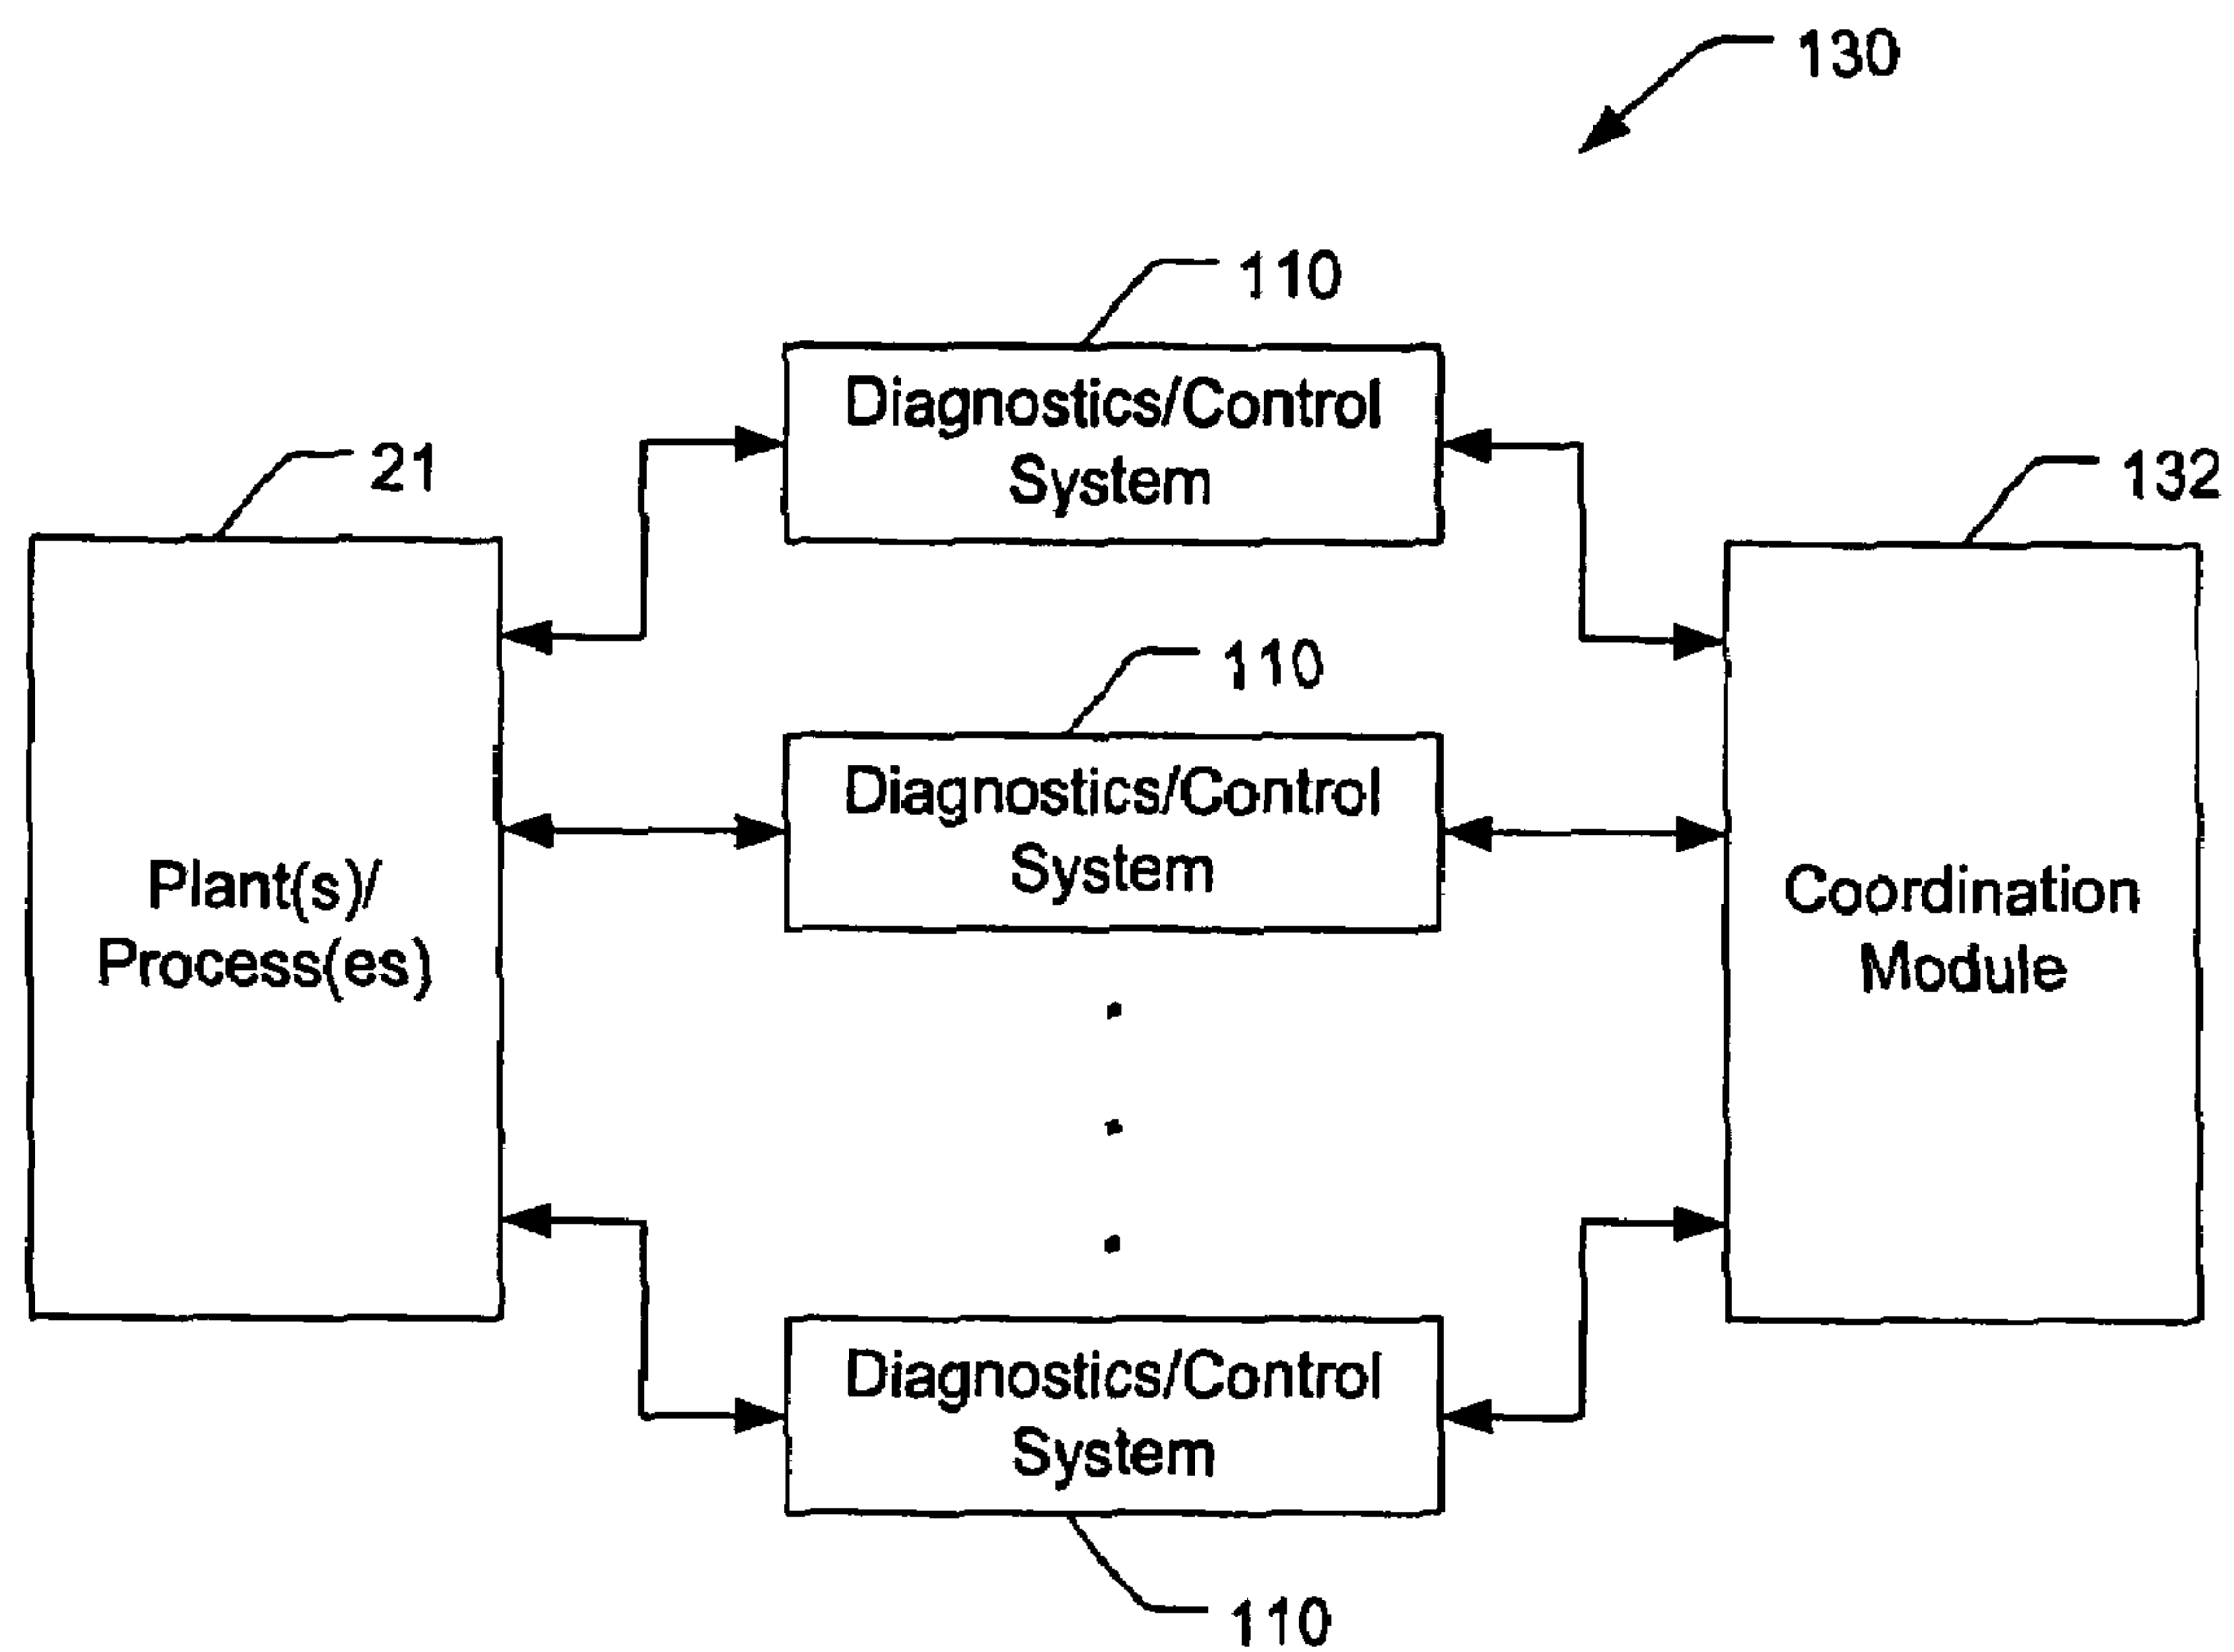 130
110
Diagnostics/Control
System
21
132
110
Diagnostics/Control
System
Plant(s)/
Process(es)
Coordination
Module
Diagnostics/Control
System
110